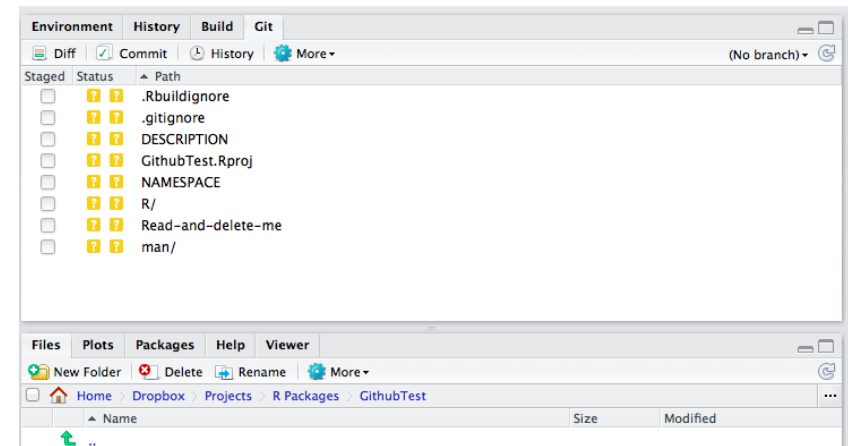 Environment History Build Git
Diff Commit History More (No branch)
Staged Status Path
? ? .Rbuildignore
? ? .gitignore
? ? DESCRIPTION
? ? GithubTest.Rproj
? ? NAMESPACE
? ? R/
? ? Read-and-delete-me
? ? man/
Files Plots Packages Help Viewer
New Folder Delete Rename More
Home Dropbox Projects R Packages GithubTest ...
Name Size Modified
..